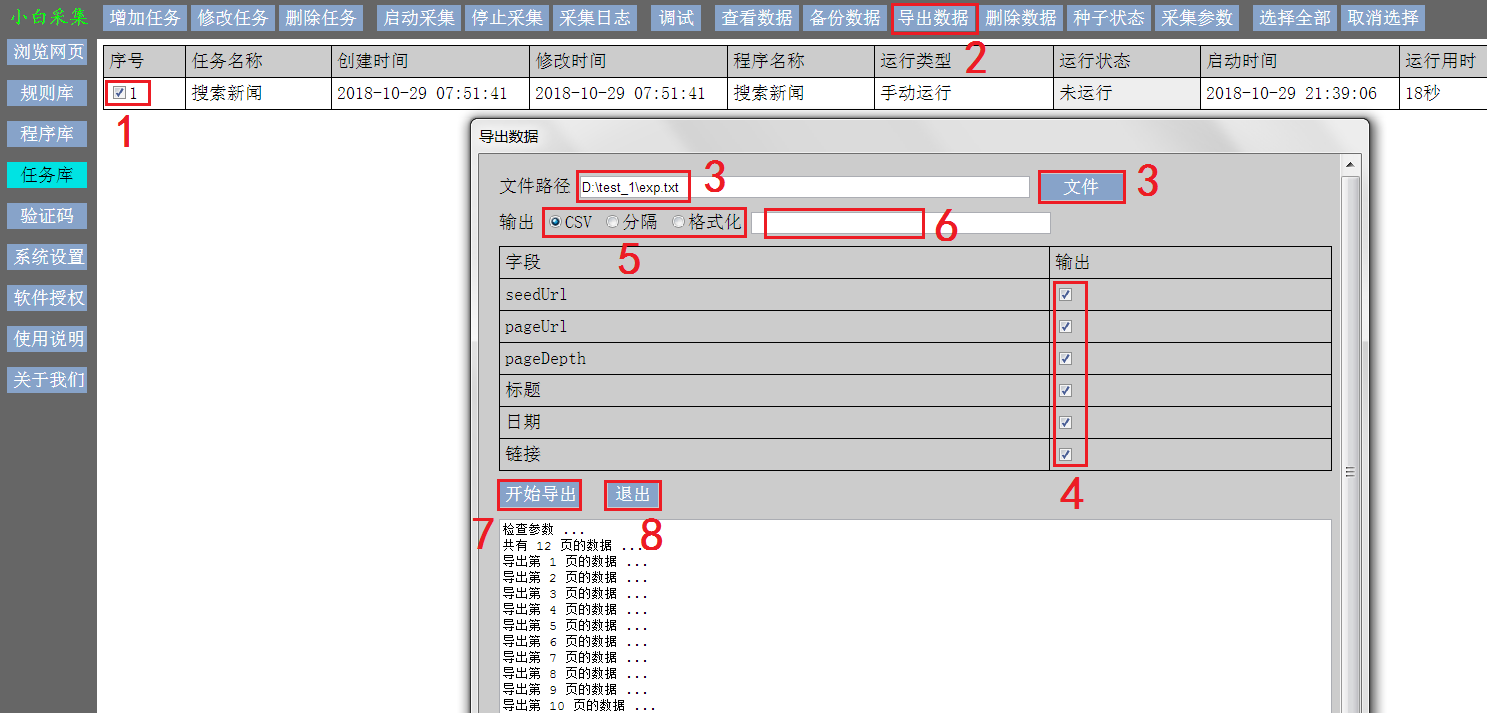 小白采集 增加任务 修改任务 删除任务 启动采集 停止采集 采集日志 调试 查看数据 备份数据 导出数据 删除数据 种子状态 采集参数 选择全部 取消选择
浏览网页
规则库
程序库
任务库
验证码
系统设置
软件授权
使用说明
关于我们
序号 任务名称 创建时间 修改时间 程序名称 运行类型 2 运行状态 启动时间 运行用时
1 搜索新闻 2018-10-29 07:51:41 2018-10-29 07:51:41 搜索新闻 手动运行 未运行 2018-10-29 21:39:06 18秒
1
导出数据
文件路径 D:\test_1\exp.txt 3 文件 3
输出 CSV 分隔 格式化 6
5
字段 输出
seedUrl
pageUrl
pageDepth
标题
日期
链接
4
开始导出 退出
7 8
检查参数 ...
共有 12 页的数据 ...
导出第 1 页的数据 ...
导出第 2 页的数据 ...
导出第 3 页的数据 ...
导出第 4 页的数据 ...
导出第 5 页的数据 ...
导出第 6 页的数据 ...
导出第 7 页的数据 ...
导出第 8 页的数据 ...
导出第 9 页的数据 ...
导出第 10 页的数据 ...